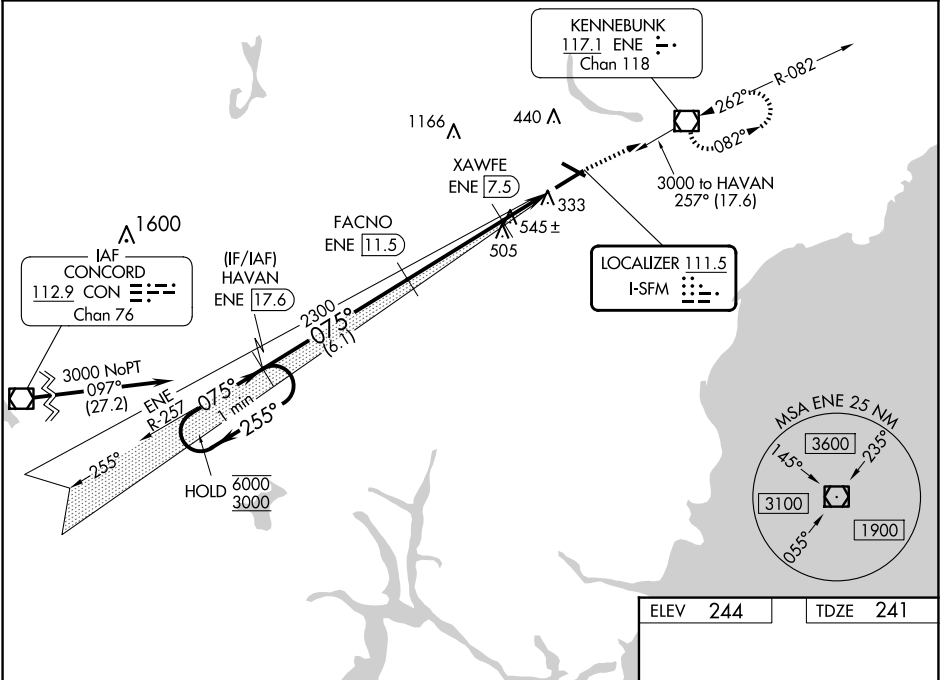 KENNEBUNK
117.1 ENE
Chan 118
R-082
262°
082°
1166
440
XAWFE
ENE 7.5
3000 to HAVAN
257° (17.6)
333
545 ±
505
FACNO
ENE 11.5
1600
IAF
CONCORD
112.9 CON
Chan 76
(IF/IAF)
HAVAN
ENE 17.6
LOCALIZER 111.5
I-SFM
2300
075°
(6.1)
3000 NoPT
097°
(27.2)
ENE
R-257
075°
1 min
255°
255°
HOLD 6000
3000
MSA ENE 25 NM
145°
3600
235°
3100
1900
055°
ELEV 244
TDZE 241